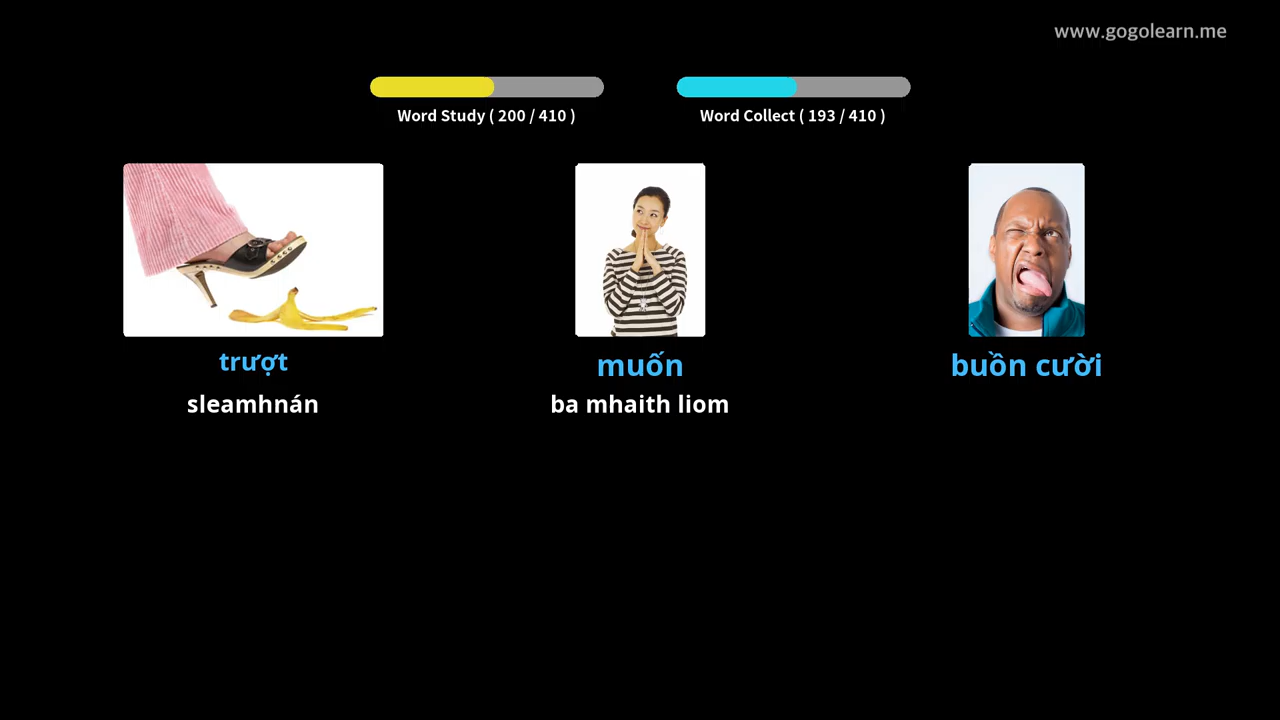 www.gogolearn.me
Word Study ( 200 / 410 )
Word Collect ( 193 / 410 )
trượt
muốn
buồn cười
sleamhnán
ba mhaith liom